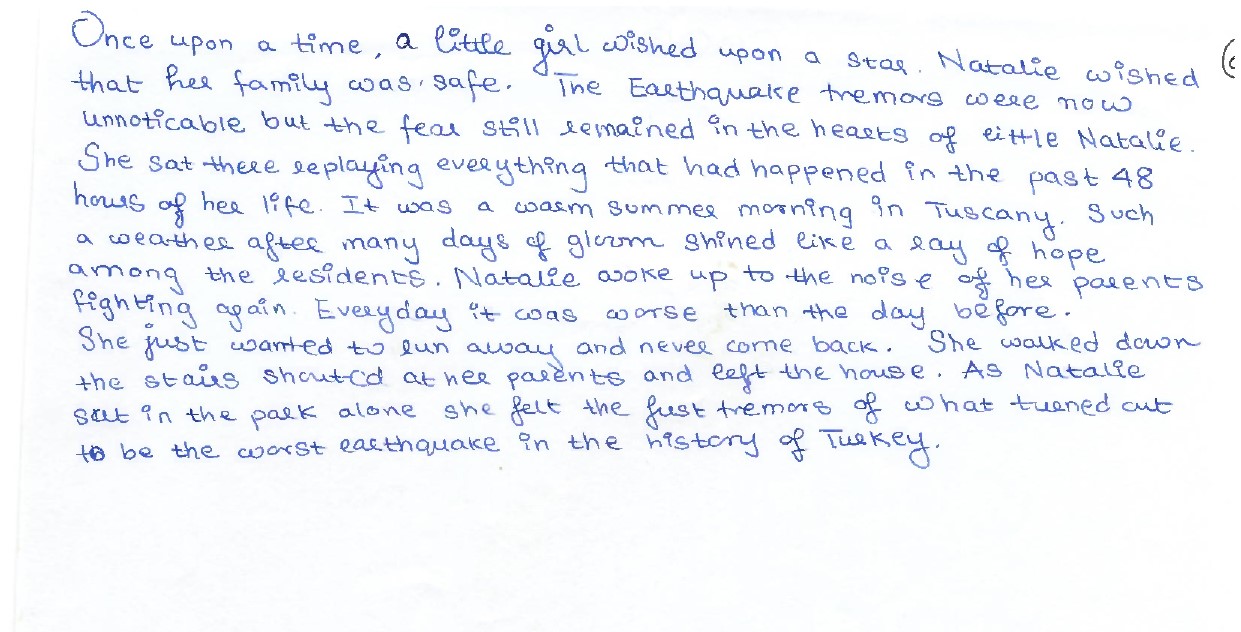 Once upon a time, a little girl wished upon a star. Natalie wished
that her family was safe. The Earthquake tremors were now
unnoticable but the fear still remained in the hearts of little Natalie.
She sat there replaying everything that had happened in the past 48
hours of her life. It was a warm summer morning in Tuscany. Such
a weather after many days of gloom shined like a ray of hope
among the residents. Natalie woke up to the noise of her parents
fighting again. Everyday it was worse than the day before.
She just wanted to run away and never come back. She walked down
the stairs shouted at her parents and left the house. As Natalie
sat in the park alone she felt the first tremors of what turned out
to be the worst earthquake in the history of Turkey.